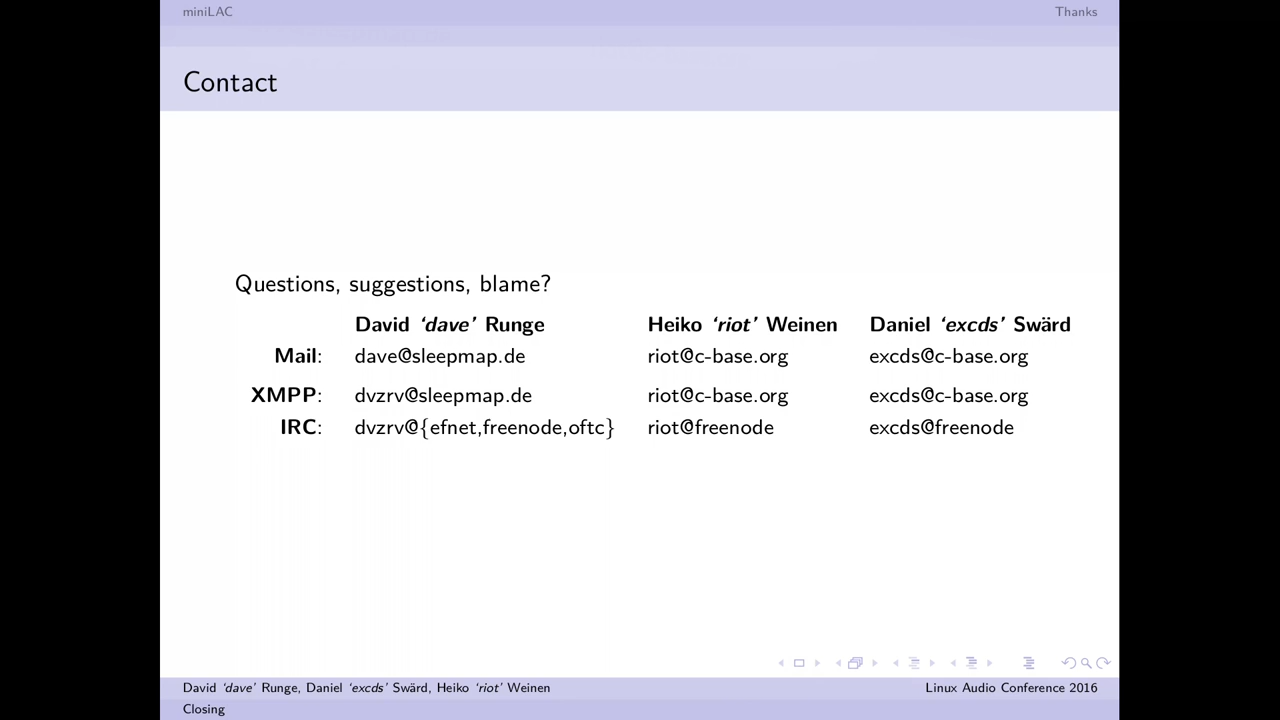 miniLAC Thanks
Contact
Questions, suggestions, blame?
David ‘dave’ Runge Heiko ‘riot’ Weinen Daniel ‘excds’ Swärd
Mail: dave@sleepmap.de riot@c-base.org excds@c-base.org
XMPP: dvzrv@sleepmap.de riot@c-base.org excds@c-base.org
IRC: dvzrv@{efnet,freenode,oftc} riot@freenode excds@freenode
David ‘dave’ Runge, Daniel ‘excds’ Swärd, Heiko ‘riot’ Weinen Linux Audio Conference 2016
Closing